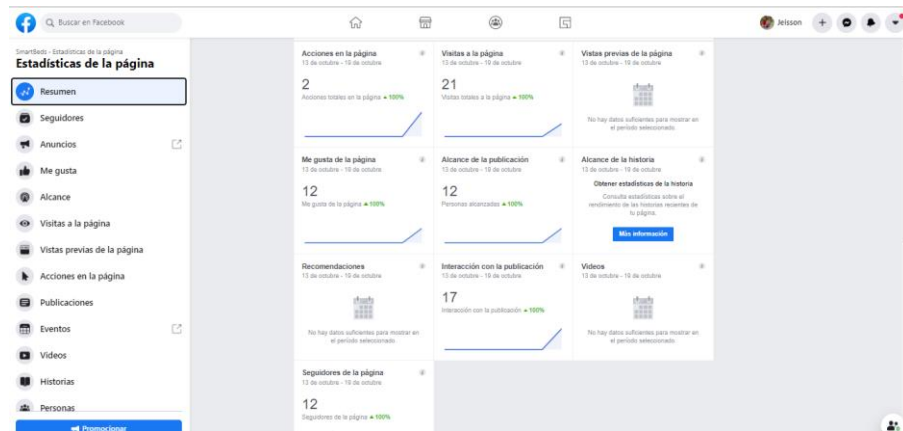 Buscar en Facebook
Jeisson
SmartBeds - Estadísticas de la página
Estadísticas de la página
Resumen
Seguidores
Anuncios
Me gusta
Alcance
Visitas a la página
Vistas previas de la página
Acciones en la página
Publicaciones
Eventos
Videos
Historias
Personas
Promocionar
Acciones en la página
13 de octubre - 19 de octubre
2
Acciones totales en la página 100%
Visitas a la página
13 de octubre - 19 de octubre
21
Visitas totales a la página 100%
Vistas previas de la página
13 de octubre - 19 de octubre
No hay datos suficientes para mostrar en
el período seleccionado.
Me gusta de la página
13 de octubre - 19 de octubre
12
Me gusta de la página 100%
Alcance de la publicación
13 de octubre - 19 de octubre
12
Personas alcanzadas 100%
Alcance de la historia
13 de octubre - 19 de octubre
Obtener estadísticas de la historia
Consulta estadísticas sobre el
rendimiento de las historias recientes de
tu página.
Más información
Recomendaciones
13 de octubre - 19 de octubre
No hay datos suficientes para mostrar en
el período seleccionado.
Interacción con la publicación
13 de octubre - 19 de octubre
17
Interacción con la publicación 100%
Videos
13 de octubre - 19 de octubre
No hay datos suficientes para mostrar en
el período seleccionado.
Seguidores de la página
13 de octubre - 19 de octubre
12
Seguidores de la página 100%